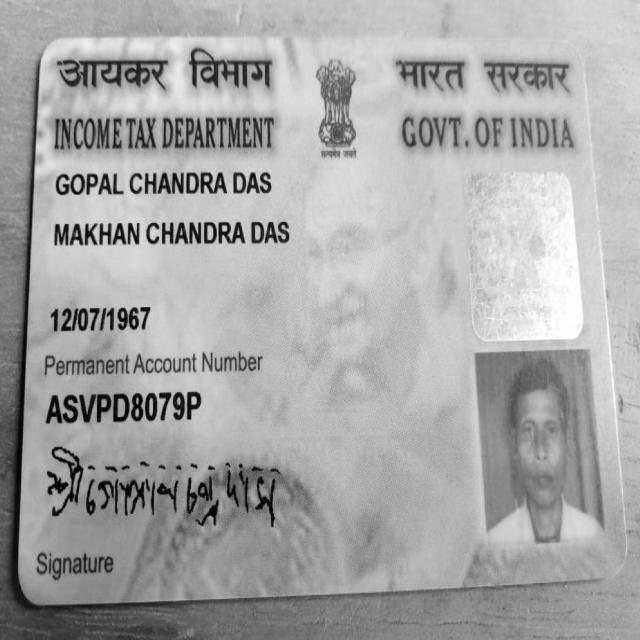 आयकर विभाग
भारत सरकार
INCOME TAX DEPARTMENT
GOVT. OF INDIA
सत्यमेव जयते
GOPAL CHANDRA DAS
MAKHAN CHANDRA DAS
12/07/1967
Permanent Account Number
ASVPD8079P
শ্রী গোপাল চন্দ্র দাস
Signature